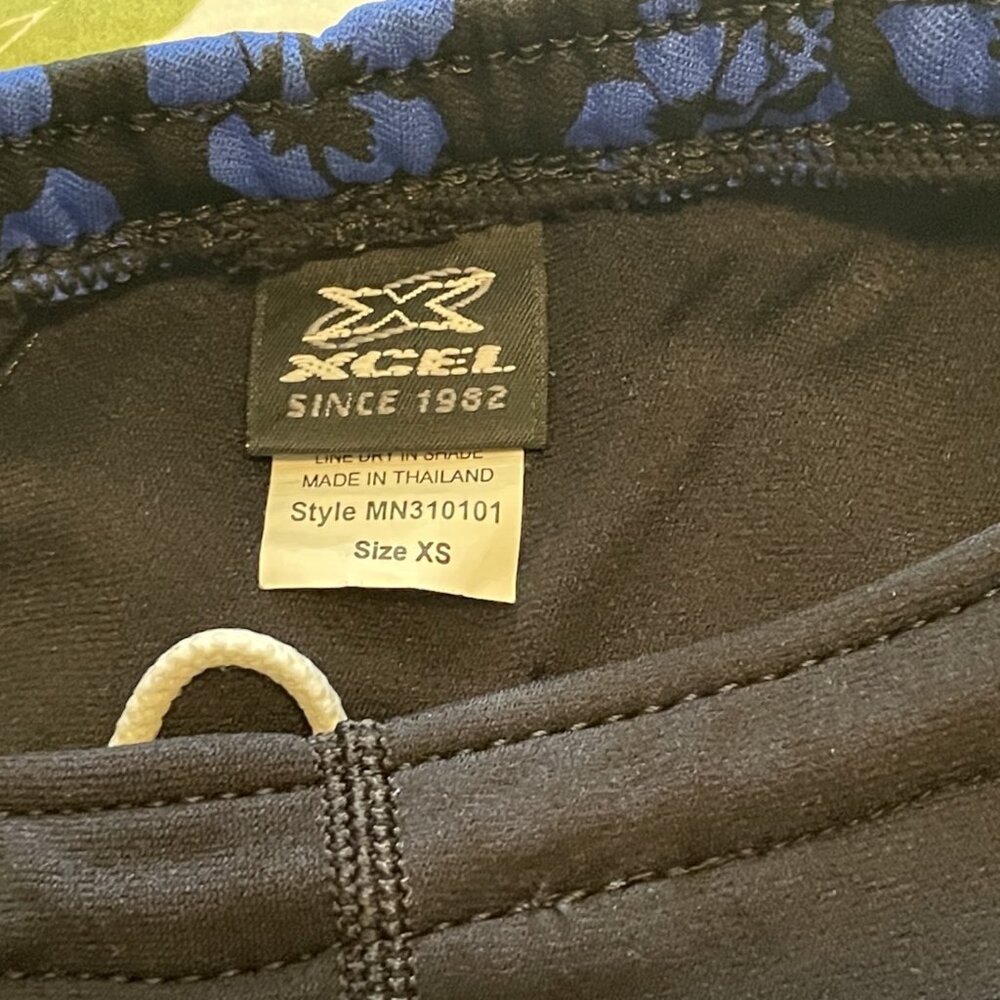 XCEL
SINCE 1982
LINE DRY IN SHADE
MADE IN THAILAND
Style MN310101
Size XS